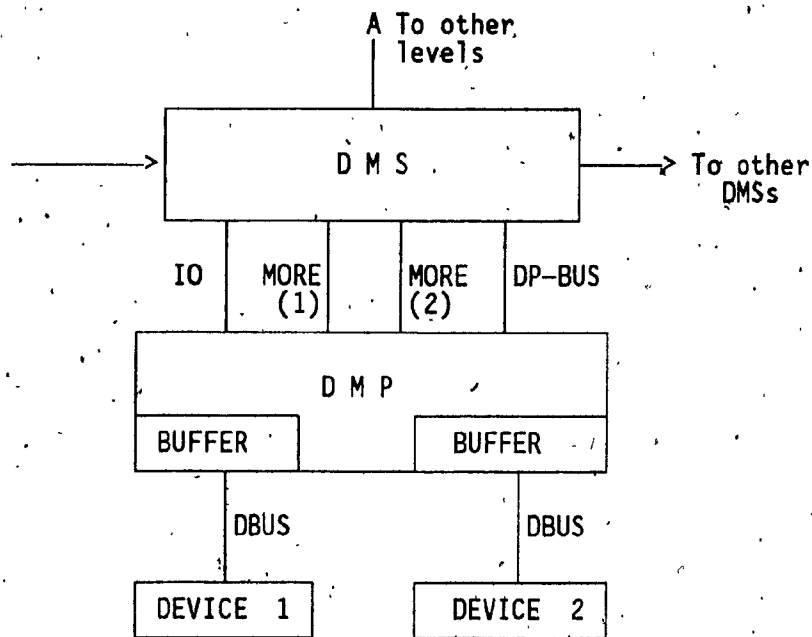 A To other
levels
D M S
To other
DMSs
IO
MORE
(1)
MORE
(2)
DP-BUS
D M P
BUFFER
BUFFER
DBUS
DBUS
DEVICE 1
DEVICE 2